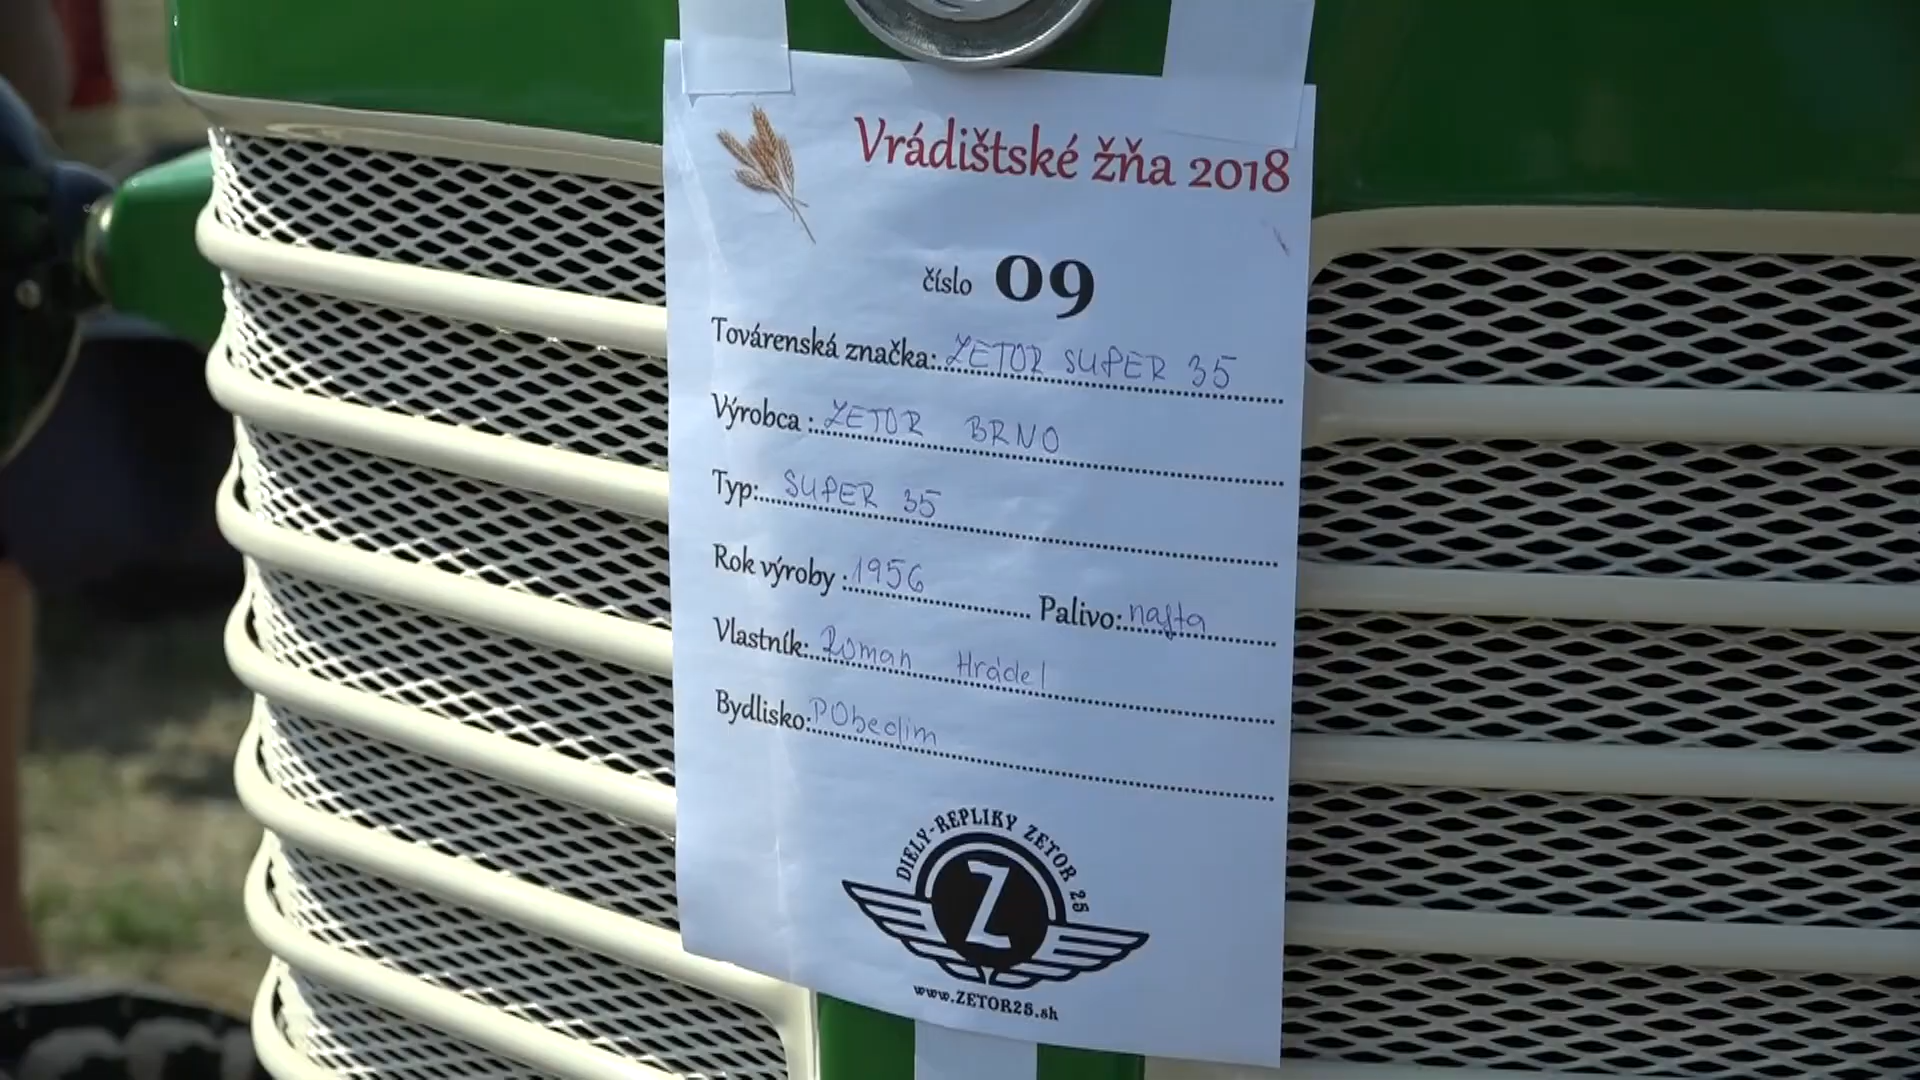 Vrádištské žňa 2018
číslo 09
Továrenská značka: ZETOR SUPER 35
Výrobca : ZETOR BRNO
Typ: SUPER 35
Rok výroby : 1956 Palivo: nafta
Vlastník: Roman Hrádel
Bydlisko: PObedim
DIELY-REPLIKY ZETOR 25
Z
www.ZETOR25.sk